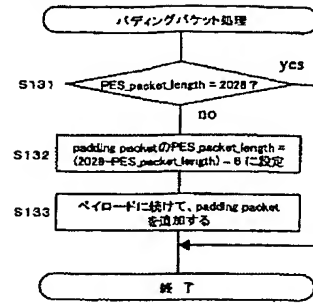 パディングパケット処理
yes
S131
PES_packet_length = 2028 ?
no
S132
padding packetのPES_packet_length =
(2028-PES_packet_length) - 6 に設定
S133
ペイロードに続けて、padding packet
を追加する
終 了